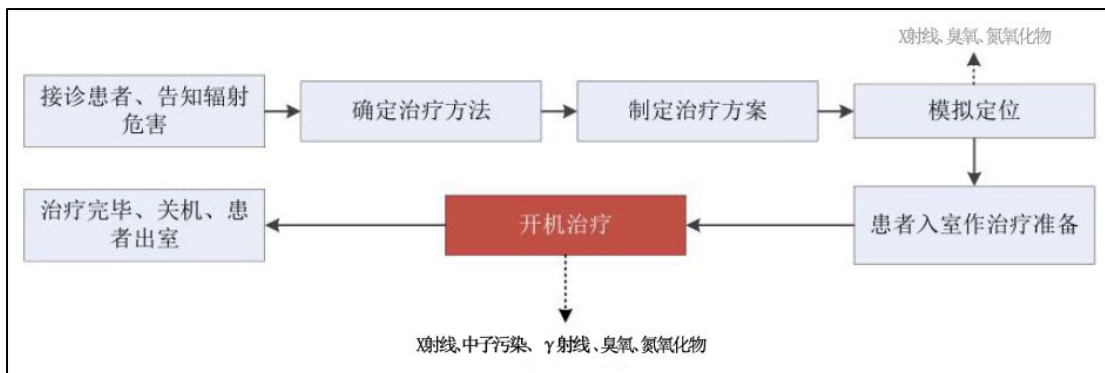 X射线、臭氧、氮氧化物
接诊患者、告知辐射
危害
确定治疗方法
制定治疗方案
模拟定位
治疗完毕、关机、患
者出室
开机治疗
患者入室作治疗准备
X射线、中子污染、γ射线、臭氧、氮氧化物